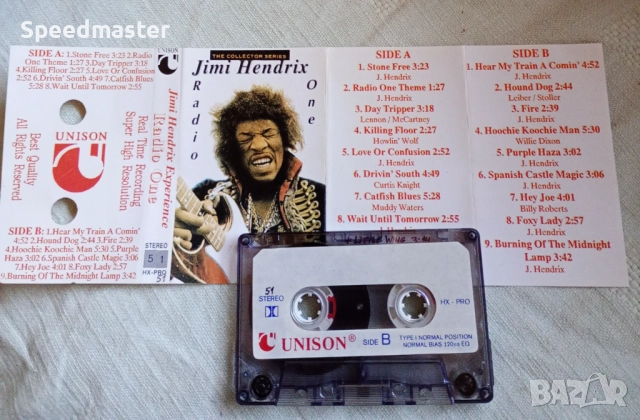 Speedmaster
SIDE A: 1.Stone Free 3:23 2.Radio
One Theme 1:27 3.Day Tripper 3:18
4.Killing Floor 2:27 5.Love Or Confusion
2:52 6.Drivin' South 4:49 7.Catfish Blues
5:28 8.Wait Until Tomorrow 2:55
UNISON
Best Quality
All Rights Reserved
Real Time Recording
Super High Resolution
SIDE B: 1.Hear My Train A Comin'
4:52 2.Hound Dog 2:44 3.Fire 2:39
4.Hoochie Koochie Man 5:30 5.Purple
Haza 3:02 6.Spanish Castle Magic 3:06
7.Hey Joe 4:01 8.Foxy Lady 2:57
9.Burning Of The Midnight Lamp 3:42
UNISON
Jimi Hendrix Experience
Radio One
STEREO
51
HX-PRO
51
THE COLLECTOR SERIES
Jimi Hendrix
Radio
One
SIDE A
1.Stone Free 3:23
J. Hendrix
2.Radio One Theme 1:27
J. Hendrix
3.Day Tripper 3:18
Lennon / McCartney
4.Killing Floor 2:27
Howlin' Wolf
5.Love Or Confusion 2:52
J. Hendrix
6.Drivin' South 4:49
Curtis Knight
7.Catfish Blues 5:28
Muddy Waters
8.Wait Until Tomorrow 2:55
J. Hendrix
SIDE B
1.Hear My Train A Comin' 4:52
J. Hendrix
2.Hound Dog 2:44
Leiber / Stoller
3.Fire 2:39
J. Hendrix
4.Hoochie Koochie Man 5:30
Willie Dixon
5.Purple Haza 3:02
J. Hendrix
6.Spanish Castle Magic 3:06
J. Hendrix
7.Hey Joe 4:01
Billy Roberts
8.Foxy Lady 2:57
J. Hendrix
9.Burning Of The Midnight
Lamp 3:42
J. Hendrix
51
STEREO
HX - PRO
UNISON®
SIDE B
TYPE I NORMAL POSITION
NORMAL BIAS 120us EQ
BAZAR.bg